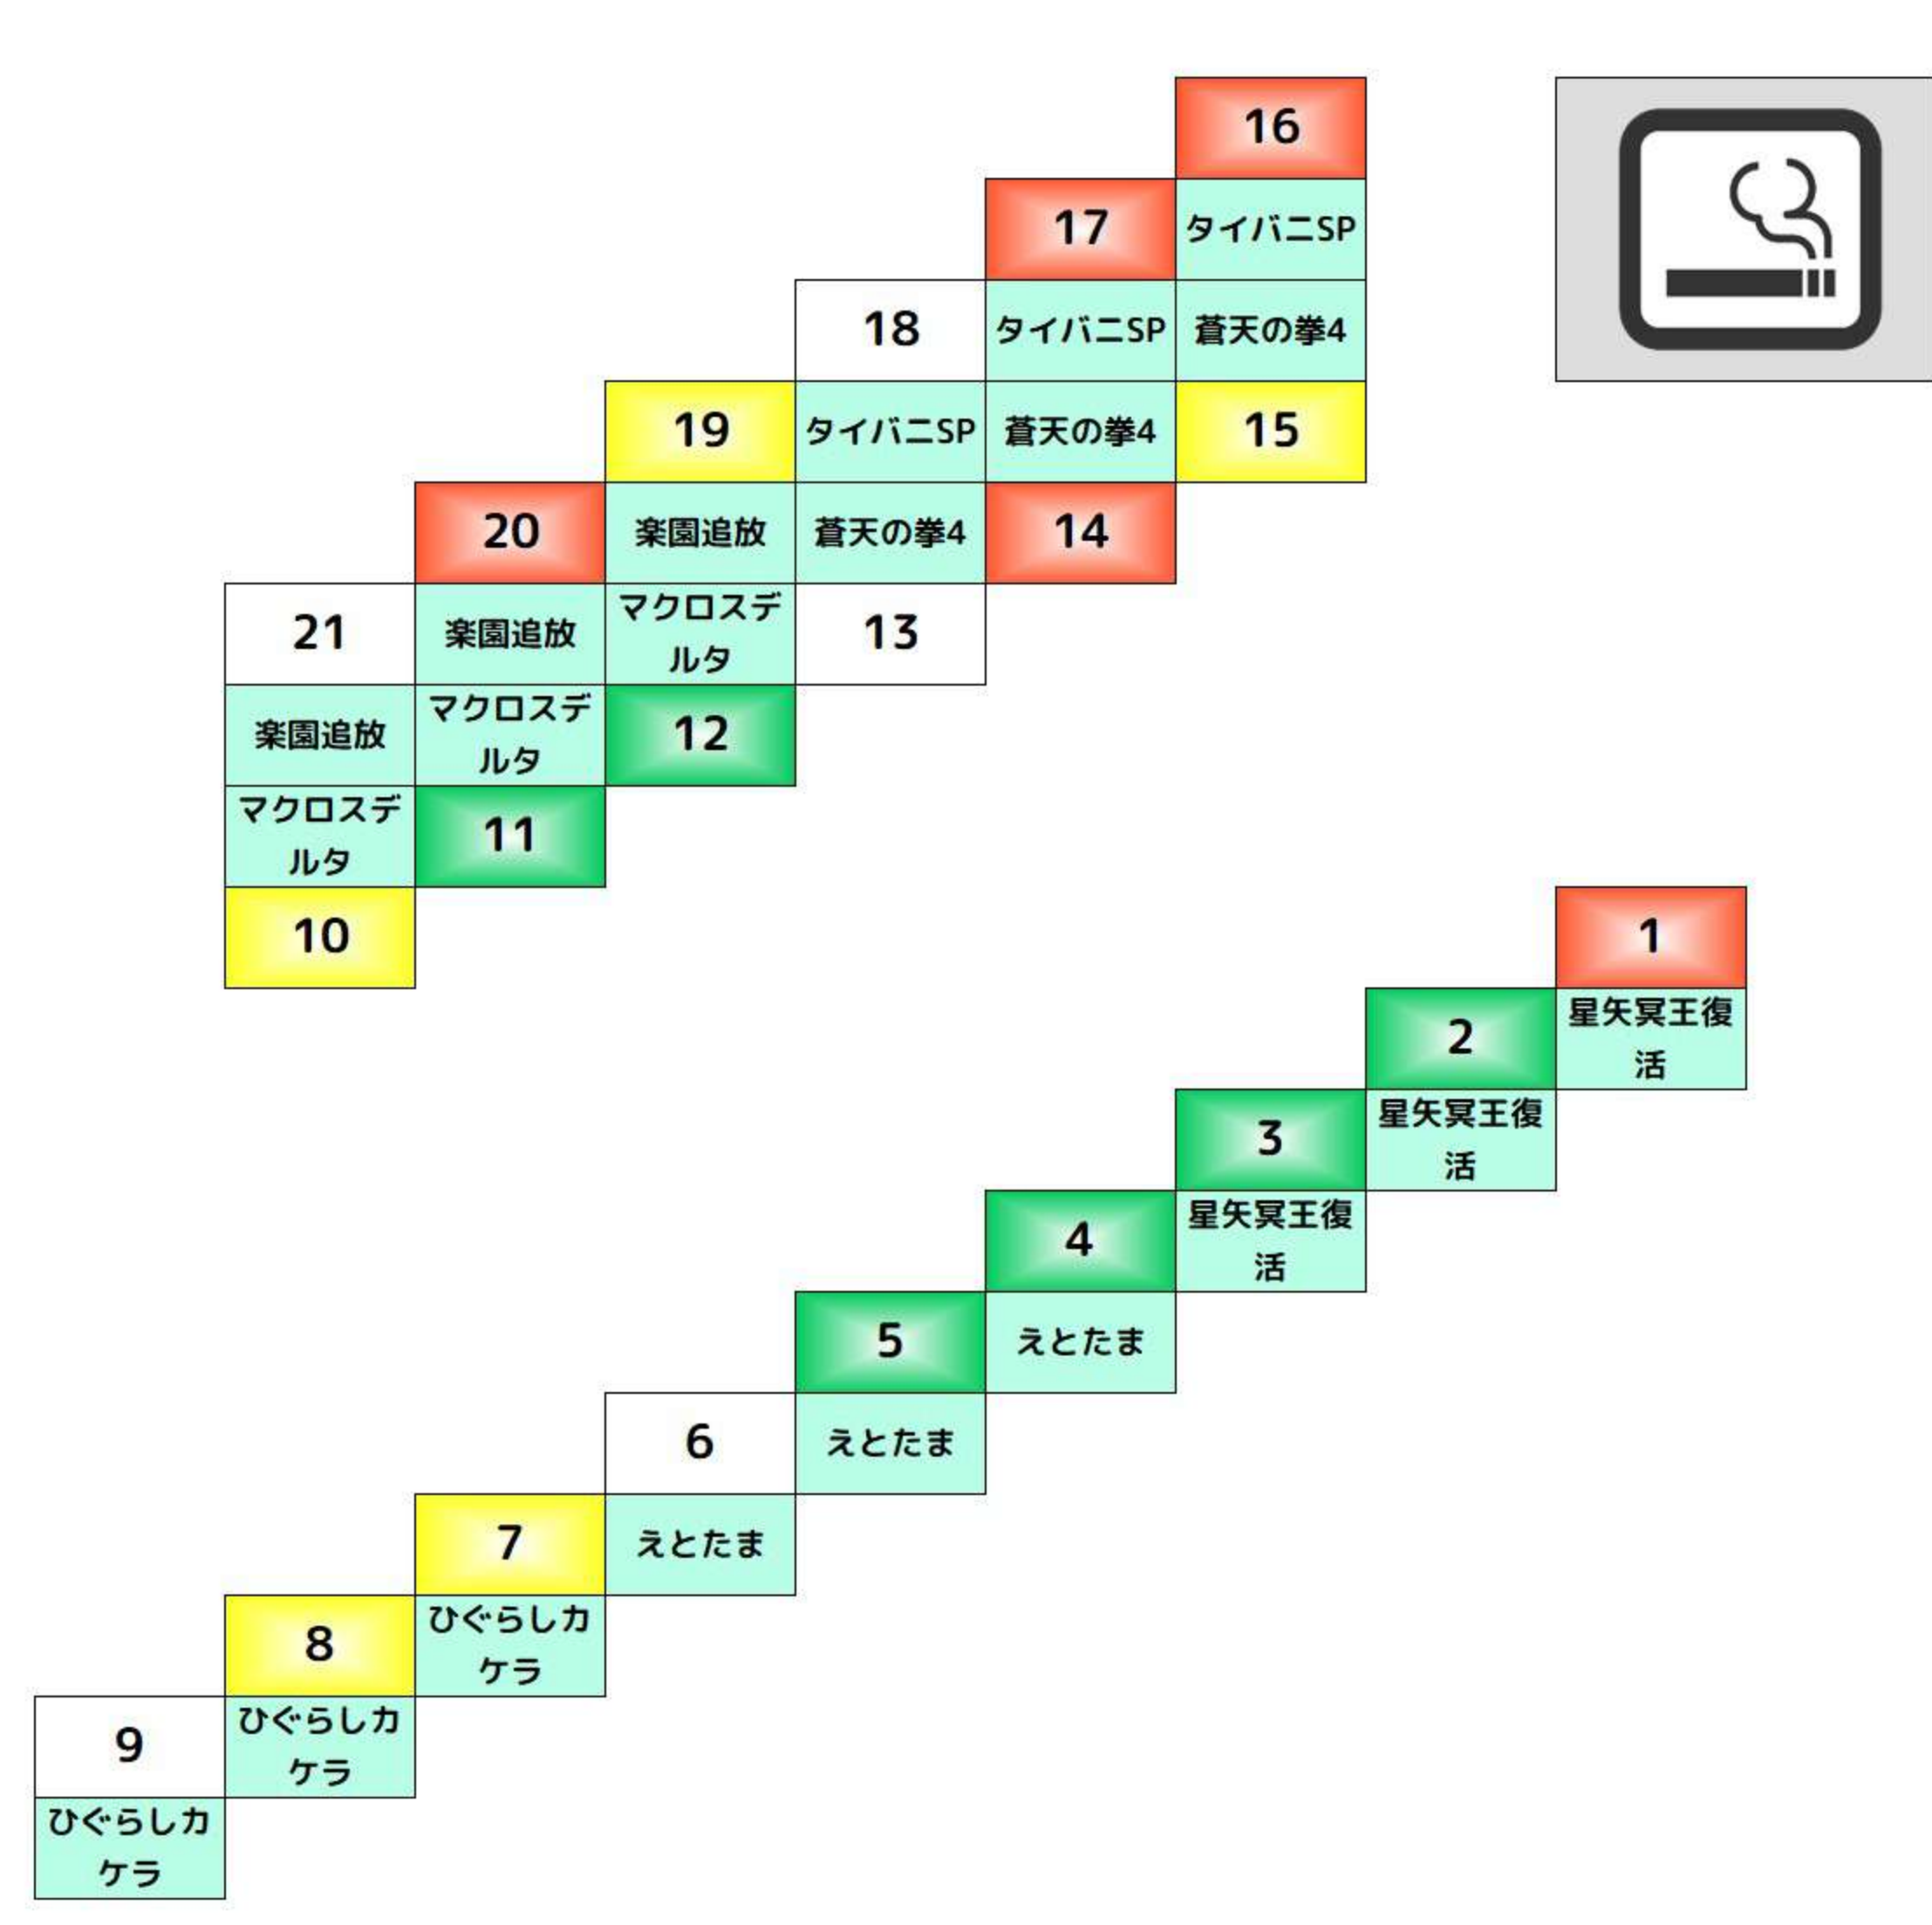 16
17
タイバニSP
18
タイバニSP
蒼天の拳4
19
タイバニSP
蒼天の拳4
15
20
楽園追放
蒼天の拳4
14
21
楽園追放
マクロスデ
ルタ
13
楽園追放
マクロスデ
ルタ
12
マクロスデ
ルタ
11
10
1
2
星矢冥王復
活
3
星矢冥王復
活
4
星矢冥王復
活
5
えとたま
6
えとたま
7
えとたま
8
ひぐらしカ
ケラ
9
ひぐらしカ
ケラ
ひぐらしカ
ケラ